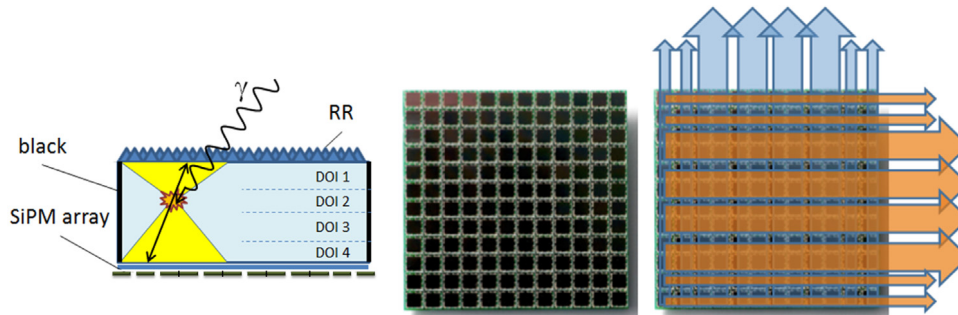 γ
RR
black
DOI 1
DOI 2
SiPM array
DOI 3
DOI 4